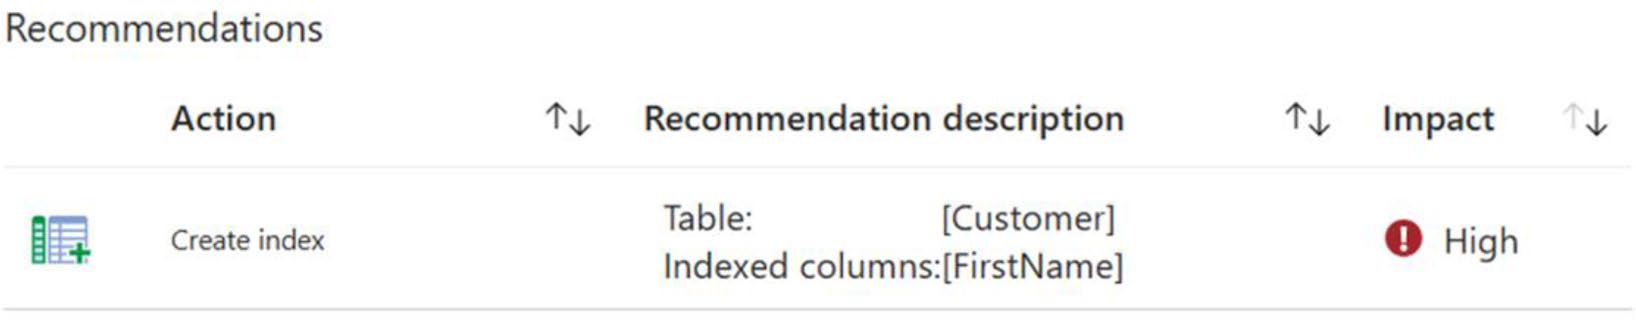 Recommendations
Action ↑↓ Recommendation description ↑↓ Impact ↑↓
Create index
Table: [Customer]
Indexed columns:[FirstName]
! High